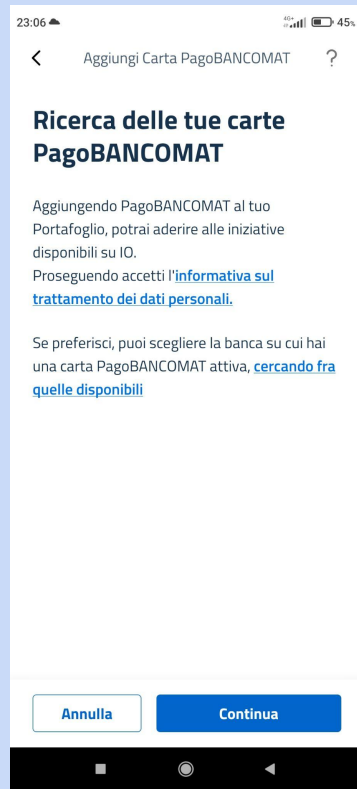 23:06
4G+
45%
Aggiungi Carta PagoBANCOMAT ?
Ricerca delle tue carte
PagoBANCOMAT
Aggiungendo PagoBANCOMAT al tuo
Portafoglio, potrai aderire alle iniziative
disponibili su IO.
Proseguendo accetti l'informativa sul
trattamento dei dati personali.
Se preferisci, puoi scegliere la banca su cui hai
una carta PagoBANCOMAT attiva, cercando fra
quelle disponibili
Annulla
Continua